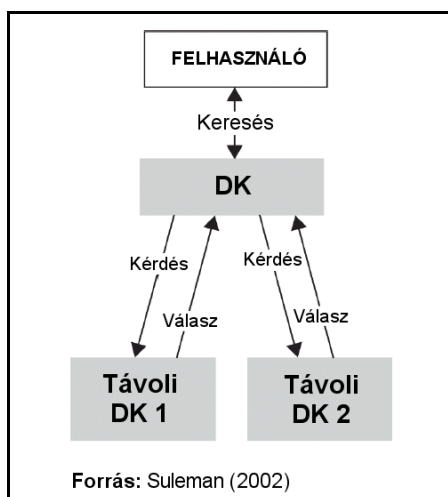 FELHASZNÁLÓ
Keresés
DK
Kérdés
Válasz
Kérdés
Válasz
Távoli
DK 1
Távoli
DK 2
Forrás: Suleman (2002)